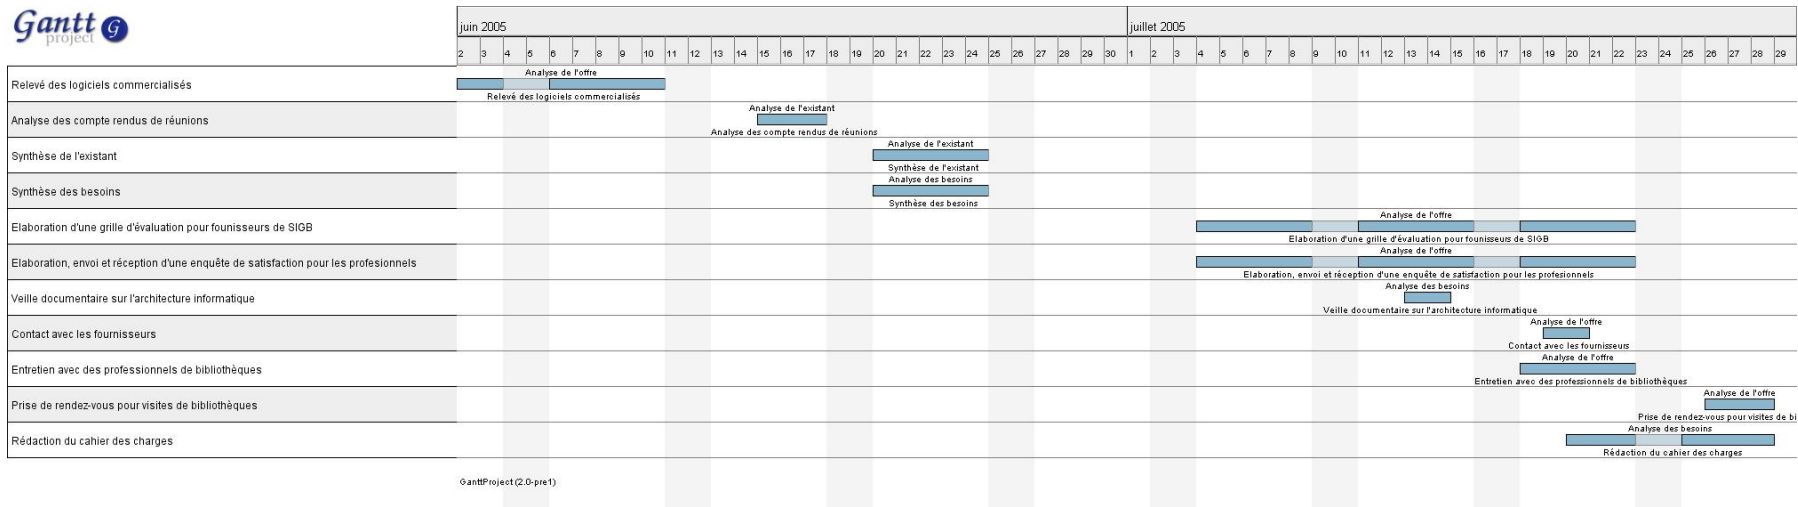 Gantt
project
G
juin 2005 juillet 2005
2 3 4 5 6 7 8 9 10 11 12 13 14 15 16 17 18 19 20 21 22 23 24 25 26 27 28 29 30 1 2 3 4 5 6 7 8 9 10 11 12 13 14 15 16 17 18 19 20 21 22 23 24 25 26 27 28 29
Analyse de l'offre
Relevé des logiciels commercialisés
Relevé des logiciels commercialisés
Analyse de l'existant
Analyse des compte rendus de réunions
Analyse des compte rendus de réunions
Analyse de l'existant
Synthèse de l'existant
Synthèse de l'existant
Analyse des besoins
Synthèse des besoins
Synthèse des besoins
Analyse de l'offre
Elaboration d'une grille d'évaluation pour founisseurs de SIGB
Elaboration d'une grille d'évaluation pour founisseurs de SIGB
Analyse de l'offre
Elaboration, envoi et réception d'une enquête de satisfaction pour les profesionnels
Elaboration, envoi et réception d'une enquête de satisfaction pour les profesionnels
Analyse des besoins
Veille documentaire sur l'architecture informatique
Veille documentaire sur l'architecture informatique
Analyse de l'offre
Contact avec les fournisseurs
Contact avec les fournisseurs
Analyse de l'offre
Entretien avec des professionnels de bibliothèques
Entretien avec des professionnels de bibliothèques
Analyse de l'offre
Prise de rendez-vous pour visites de bibliothèques
Prise de rendez-vous pour visites de bi
Analyse des besoins
Rédaction du cahier des charges
Rédaction du cahier des charges
GanttProject (2.0-pre1)